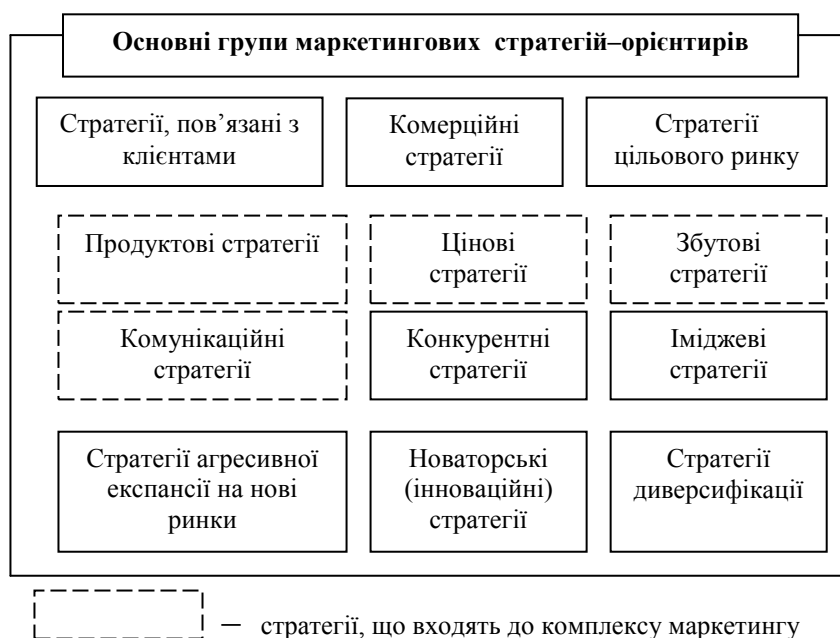 Основні групи маркетингових стратегій–орієнтирів
Стратегії, пов’язані з
клієнтами
Комерційні
стратегії
Стратегії
цільового ринку
Продуктові стратегії
Цінові
стратегії
Збутові
стратегії
Комунікаційні
стратегії
Конкурентні
стратегії
Іміджеві
стратегії
Стратегії агресивної
експансії на нові
ринки
Новаторські
(інноваційні)
стратегії
Стратегії
диверсифікації
– стратегії, що входять до комплексу маркетингу